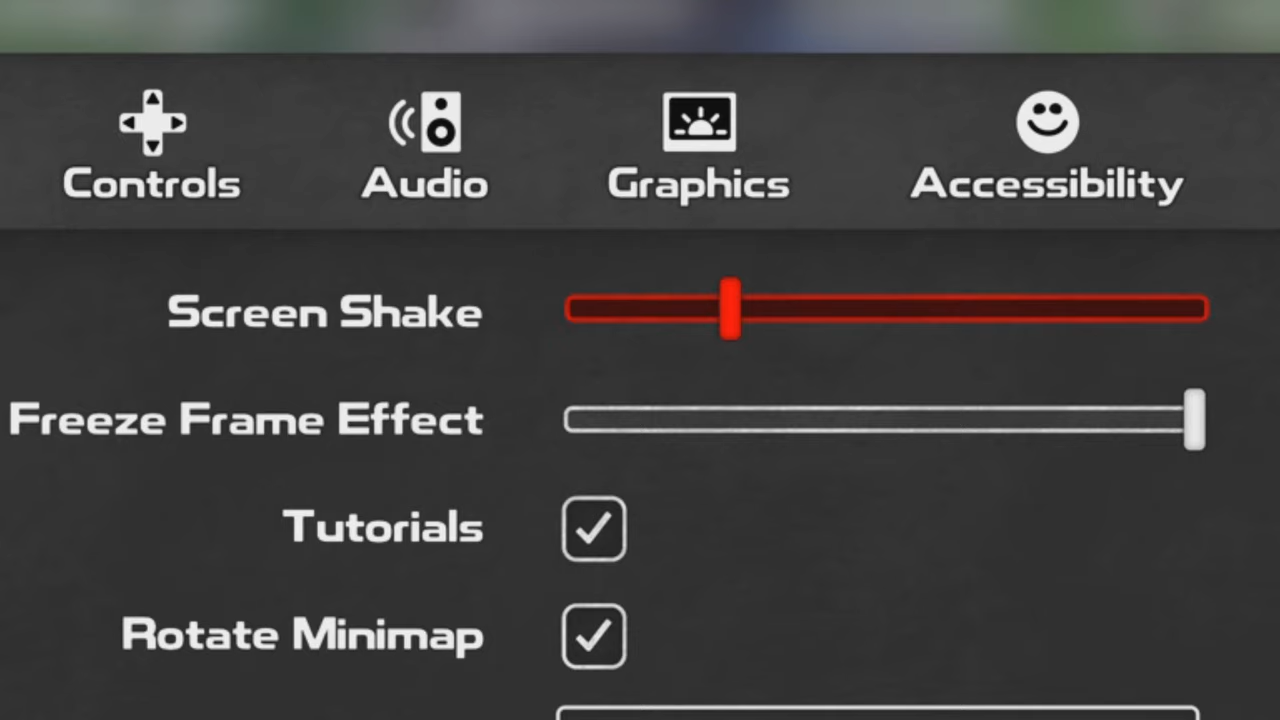 Controls Audio Graphics Accessibility
Screen Shake
Freeze Frame Effect
Tutorials
Rotate Minimap